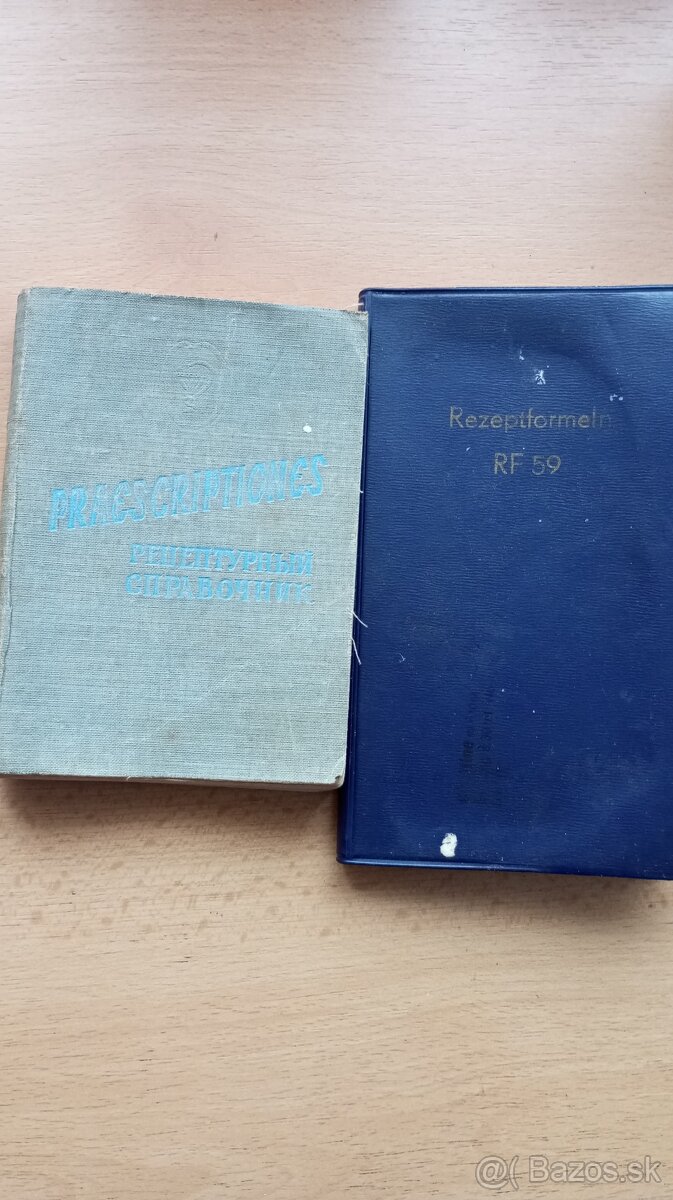 PRAESCRIPTIONES
РЕЦЕПТУРНЫЙ
СПРАВОЧНИК
Rezeptformeln
RF 59
@( Bazos.sk